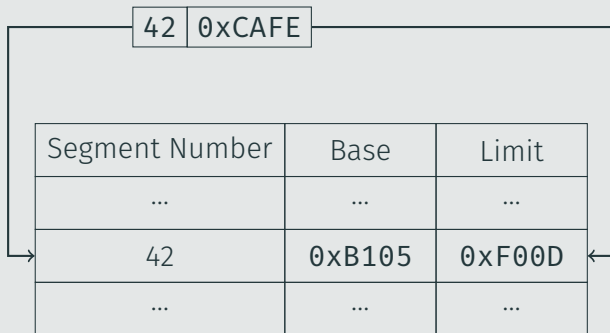 42 0xCAFE
Segment Number Base Limit
... ... ...
42 0xB105 0xF00D
... ... ...